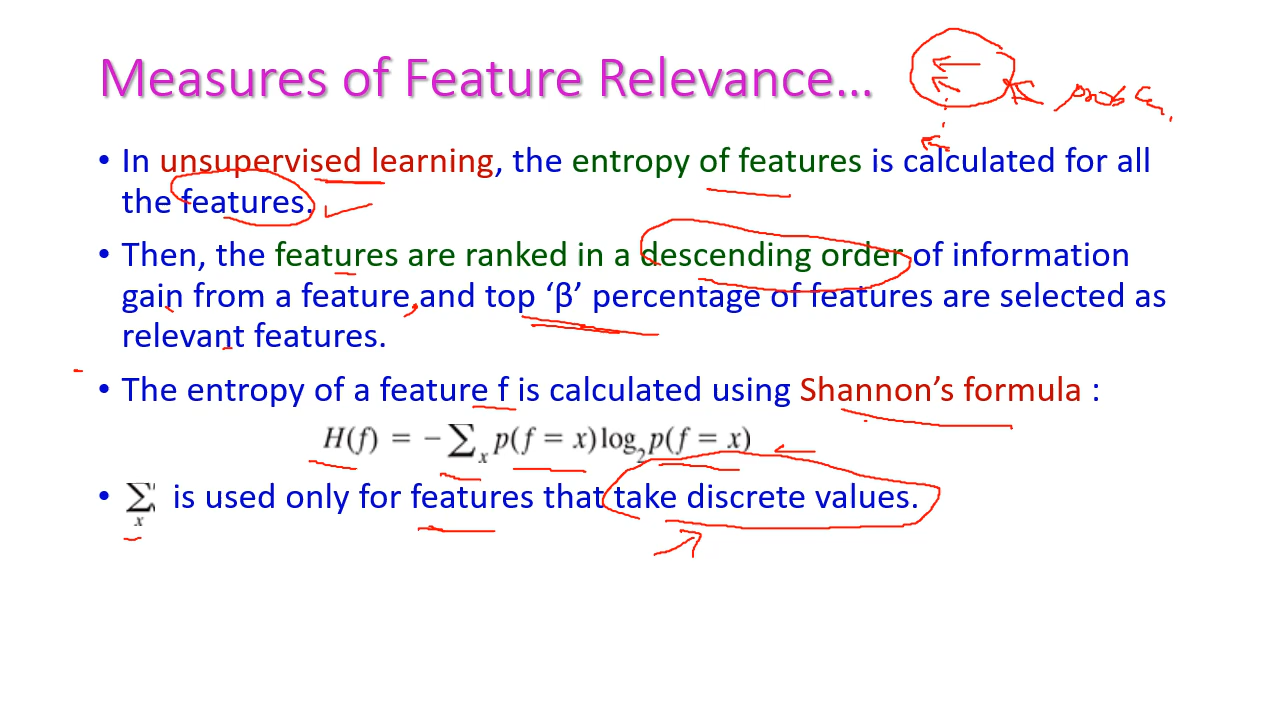 Measures of Feature Relevance...
• In unsupervised learning, the entropy of features is calculated for all
the features.
• Then, the features are ranked in a descending order of information
gain from a feature and top ‘β’ percentage of features are selected as
relevant features.
• The entropy of a feature f is calculated using Shannon’s formula :
H(f) = −∑ₓ p(f = x)log₂p(f = x)
• ∑ₓ is used only for features that take discrete values.